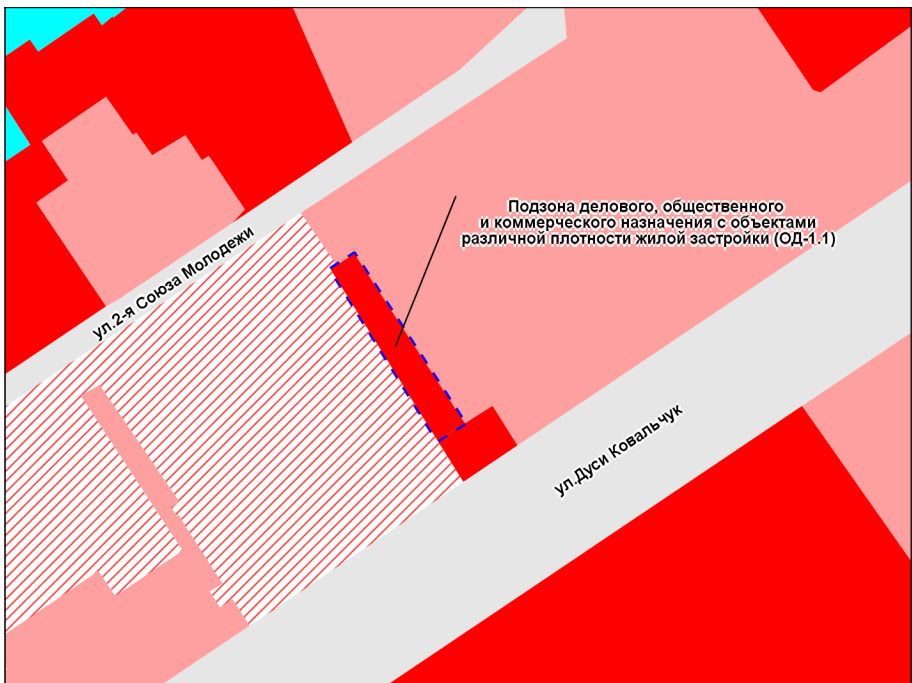 Подзона делового, общественного
и коммерческого назначения с объектами
различной плотности жилой застройки (ОД-1.1)
ул.2-я Союза Молодежи
ул.Дуси Ковальчук